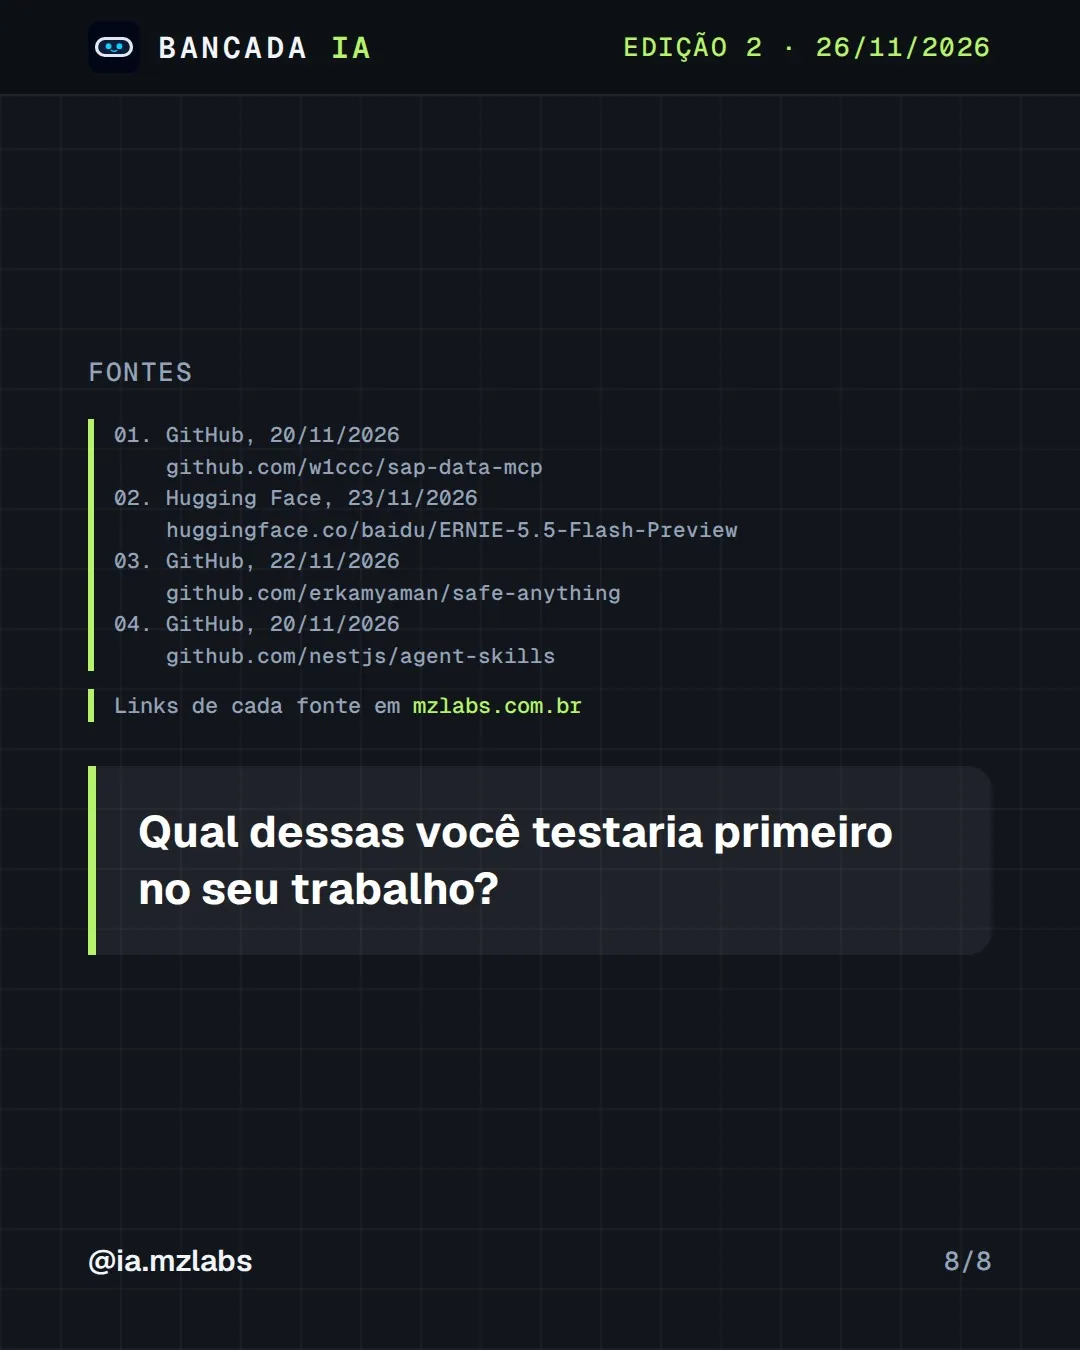 BANCADA IA
EDIÇÃO 2 · 26/11/2026
FONTES
01. GitHub, 20/11/2026
github.com/w1ccc/sap-data-mcp
02. Hugging Face, 23/11/2026
huggingface.co/baidu/ERNIE-5.5-Flash-Preview
03. GitHub, 22/11/2026
github.com/erkamyaman/safe-anything
04. GitHub, 20/11/2026
github.com/nestjs/agent-skills
Links de cada fonte em mzlabs.com.br
Qual dessas você testaria primeiro
no seu trabalho?
@ia.mzlabs
8/8